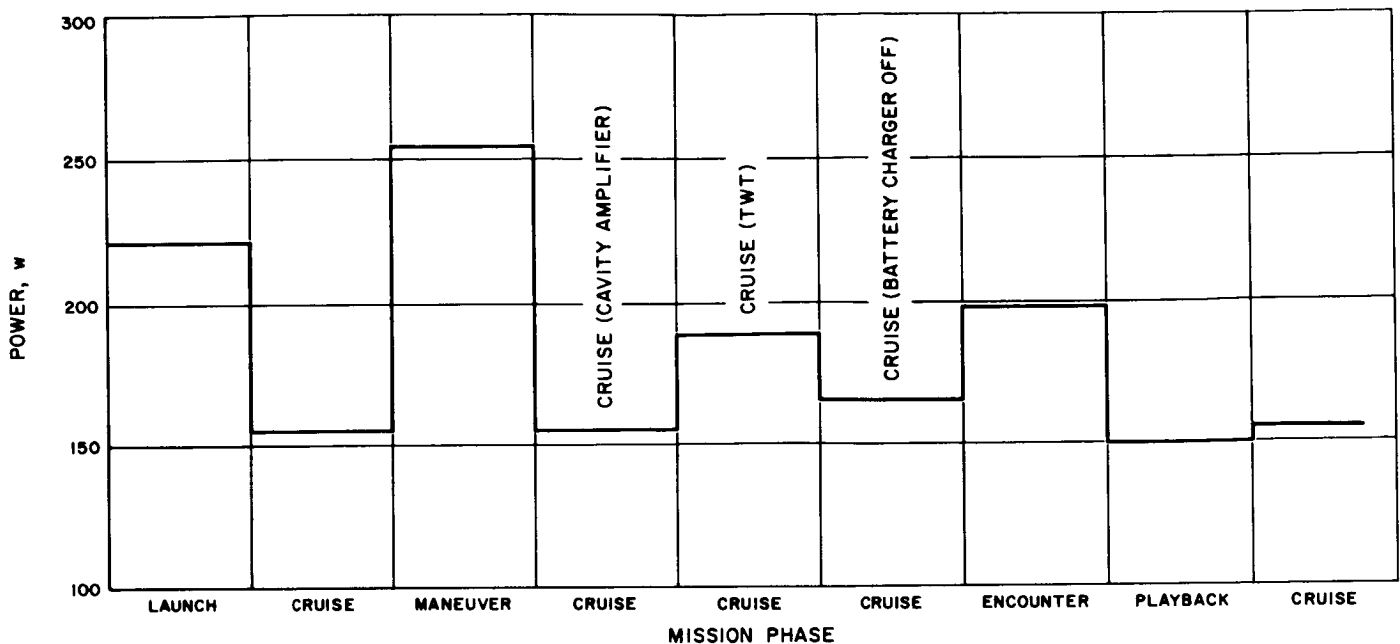 300
250
200
150
100
POWER, w
CRUISE (CAVITY AMPLIFIER)
CRUISE (TWT)
CRUISE (BATTERY CHARGER OFF)
LAUNCH CRUISE MANEUVER CRUISE CRUISE CRUISE ENCOUNTER PLAYBACK CRUISE
MISSION PHASE